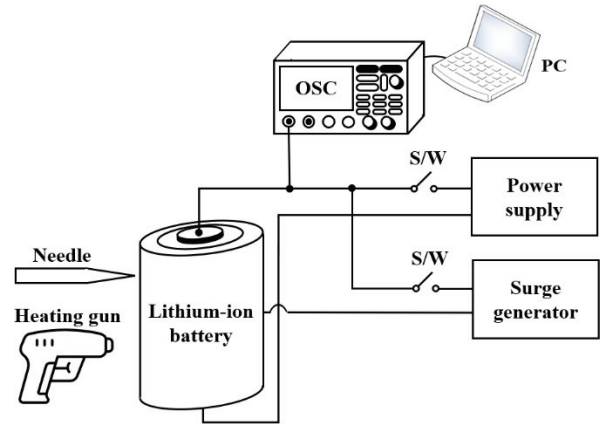 OSC
PC
S/W
Power
supply
Needle
S/W
Heating gun
Lithium-ion
battery
Surge
generator